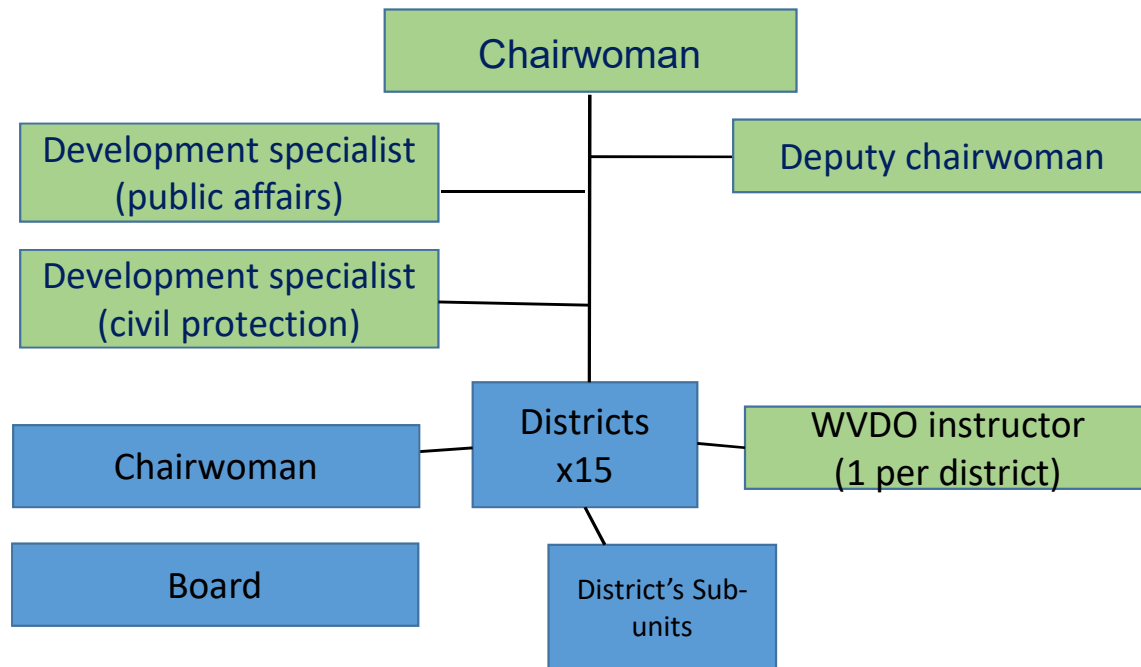 Chairwoman
Development specialist
(public affairs)
Deputy chairwoman
Development specialist
(civil protection)
Districts
x15
WVDO instructor
(1 per district)
Chairwoman
Board
District’s Sub-
units